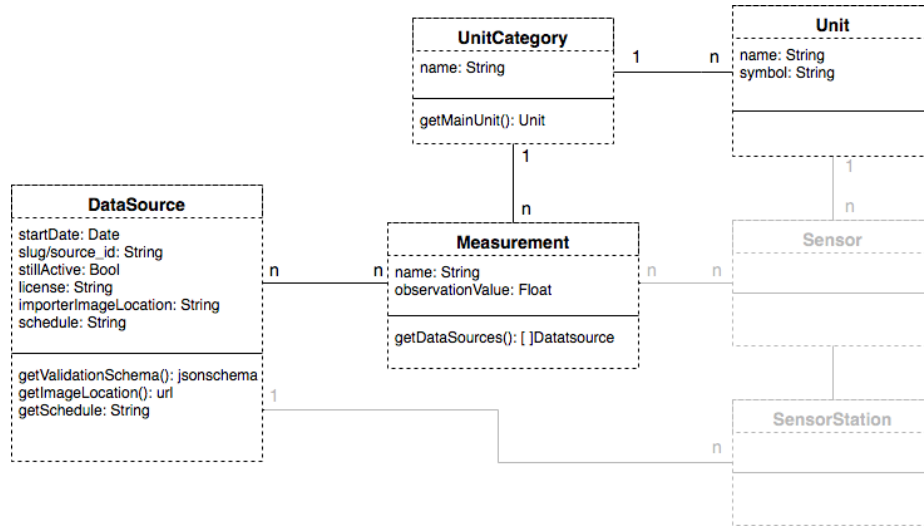 UnitCategory
name: String
getMainUnit(): Unit
1
n
Unit
name: String
symbol: String
1
n
1
n
DataSource
startDate: Date
slug/source_id: String
stillActive: Bool
license: String
importerImageLocation: String
schedule: String
getValidationSchema(): jsonschema
getImageLocation(): url
getSchedule: String
n
n
Measurement
name: String
observationValue: Float
getDataSources(): [ ]Datatsource
n
n
Sensor
1
n
SensorStation